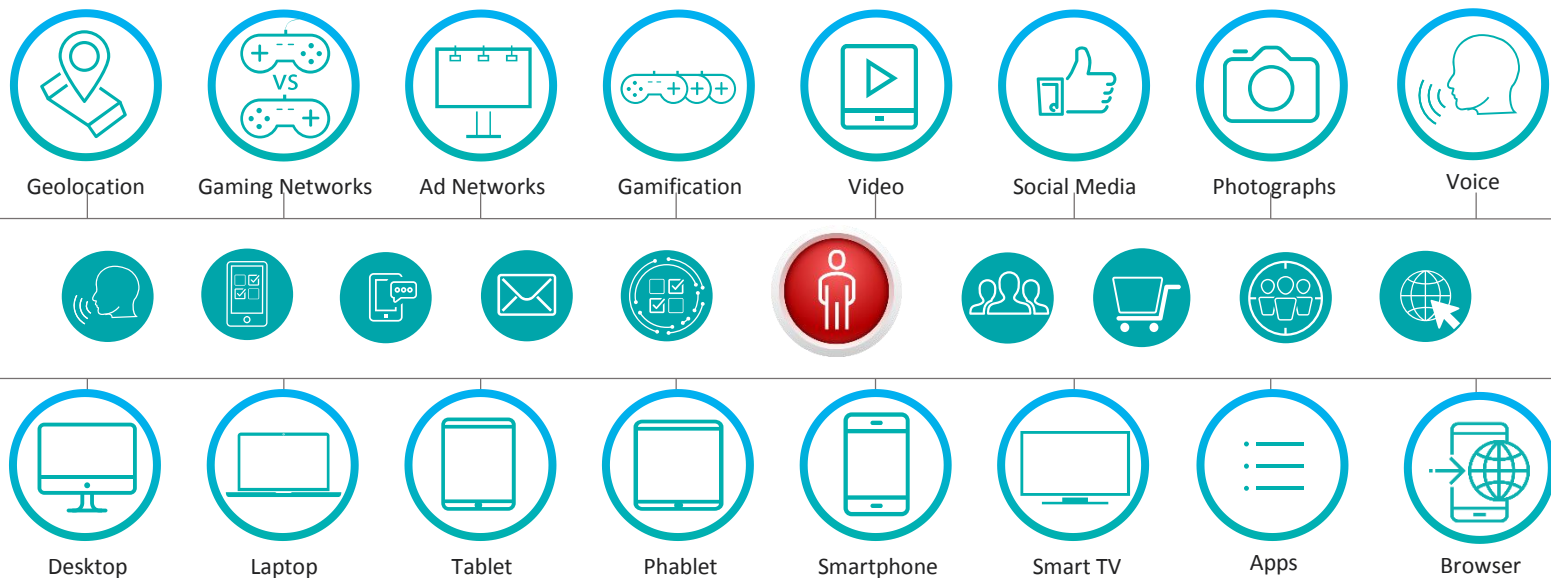 VS
Geolocation
Gaming Networks
Ad Networks
Gamification
Video
Social Media
Photographs
Voice
Desktop
Laptop
Tablet
Phablet
Smartphone
Smart TV
Apps
Browser